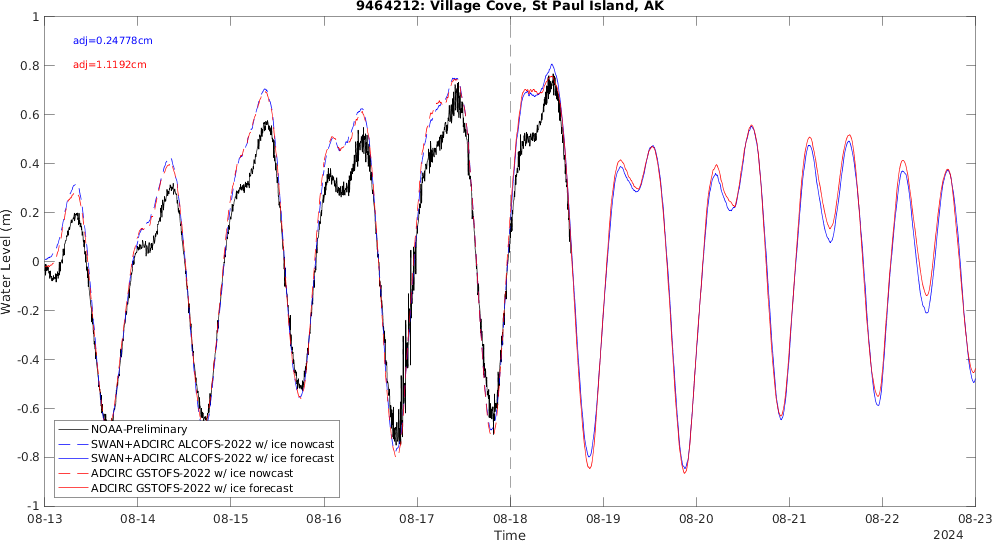 9464212: Village Cove, St Paul Island, AK
adj=0.24778cm
adj=1.1192cm
Water Level (m)
1
0.8
0.6
0.4
0.2
0
-0.2
-0.4
-0.6
-0.8
-1
NOAA-Preliminary
SWAN+ADCIRC ALCOFS-2022 w/ ice nowcast
SWAN+ADCIRC ALCOFS-2022 w/ ice forecast
ADCIRC GSTOFS-2022 w/ ice nowcast
ADCIRC GSTOFS-2022 w/ ice forecast
08-13 08-14 08-15 08-16 08-17 08-18 08-19 08-20 08-21 08-22 08-23
Time
2024